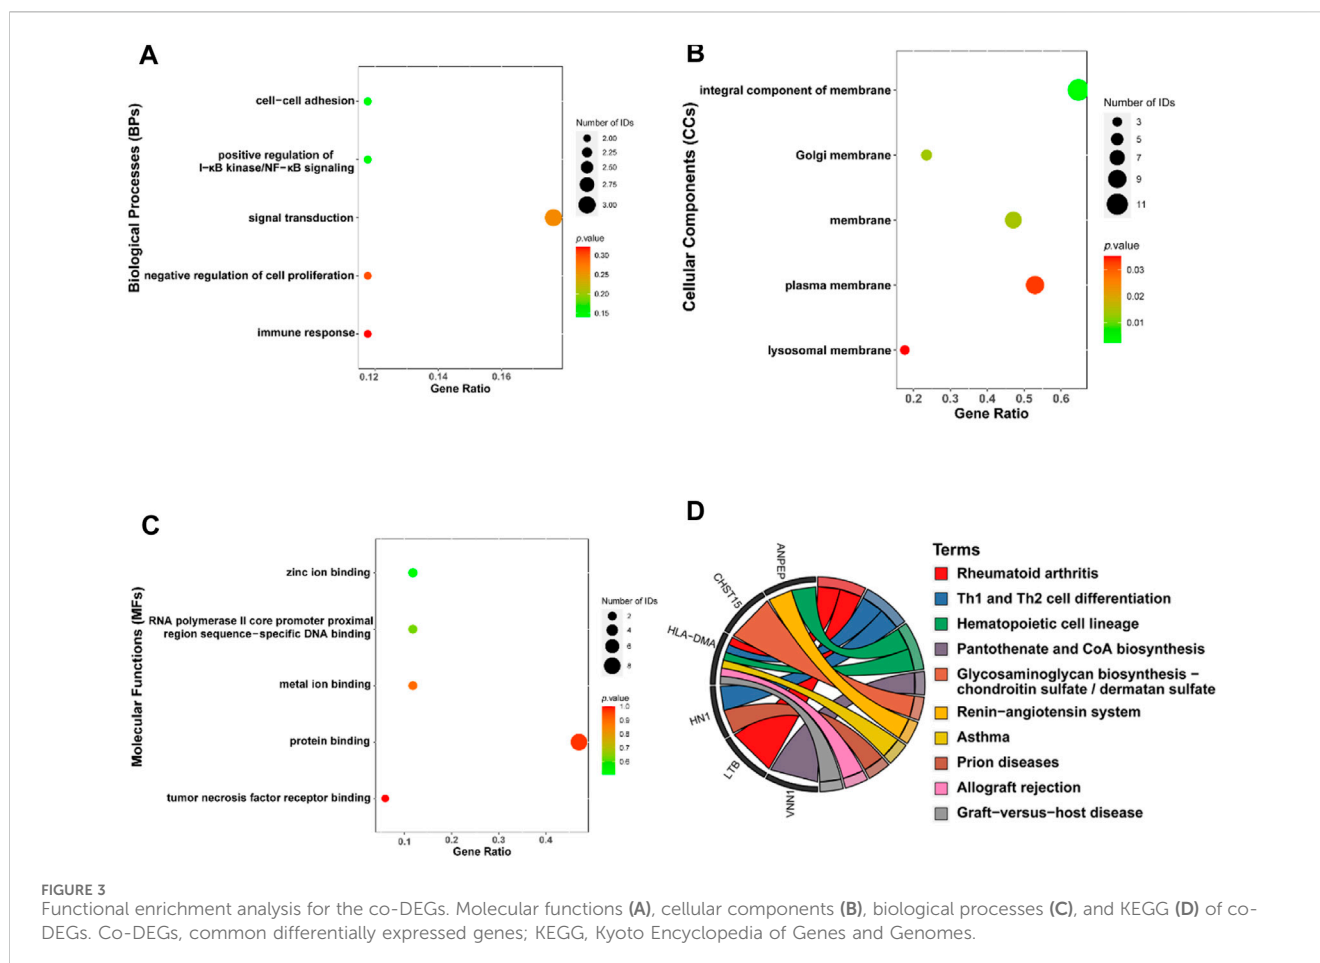 A
Biological Processes (BPs)
cell-cell adhesion
positive regulation of
I-κB kinase/NF-κB signaling
signal transduction
negative regulation of cell proliferation
immune response
0.12
0.14
0.16
Gene Ratio
Number of IDs
2.00
2.25
2.50
2.75
3.00
p.value
0.30
0.25
0.20
0.15
B
Cellular Components (CCs)
integral component of membrane
Golgi membrane
membrane
plasma membrane
lysosomal membrane
0.2
0.3
0.4
0.5
0.6
Gene Ratio
Number of IDs
3
5
7
9
11
p.value
0.03
0.02
0.01
C
Molecular Functions (MFs)
zinc ion binding
RNA polymerase II core promoter proximal
region sequence-specific DNA binding
metal ion binding
protein binding
tumor necrosis factor receptor binding
0.1
0.2
0.3
0.4
Gene Ratio
Number of IDs
2
4
6
8
p.value
1.0
0.9
0.8
0.7
0.6
D
ANPEP
CHST15
HLA-DMA
HN1
LTB
VNN1
Terms
Rheumatoid arthritis
Th1 and Th2 cell differentiation
Hematopoietic cell lineage
Pantothenate and CoA biosynthesis
Glycosaminoglycan biosynthesis -
chondroitin sulfate / dermatan sulfate
Renin-angiotensin system
Asthma
Prion diseases
Allograft rejection
Graft-versus-host disease
FIGURE 3
Functional enrichment analysis for the co-DEGs. Molecular functions (A), cellular components (B), biological processes (C), and KEGG (D) of co-
DEGs. Co-DEGs, common differentially expressed genes; KEGG, Kyoto Encyclopedia of Genes and Genomes.